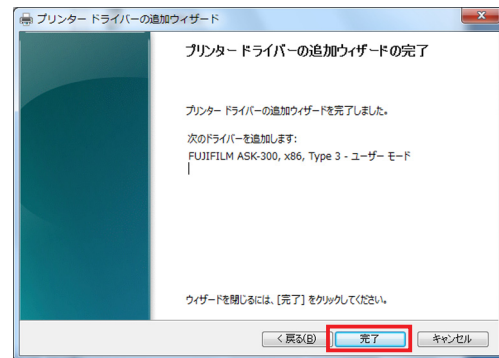 プリンター ドライバーの追加ウィザード
プリンター ドライバーの追加ウィザードの完了
プリンター ドライバーの追加ウィザードを完了しました。
次のドライバーを追加します:
FUJIFILM ASK-300, x86, Type 3 - ユーザー モード
ウィザードを閉じるには、[完了] をクリックしてください。
< 戻る(B)
完了
キャンセル